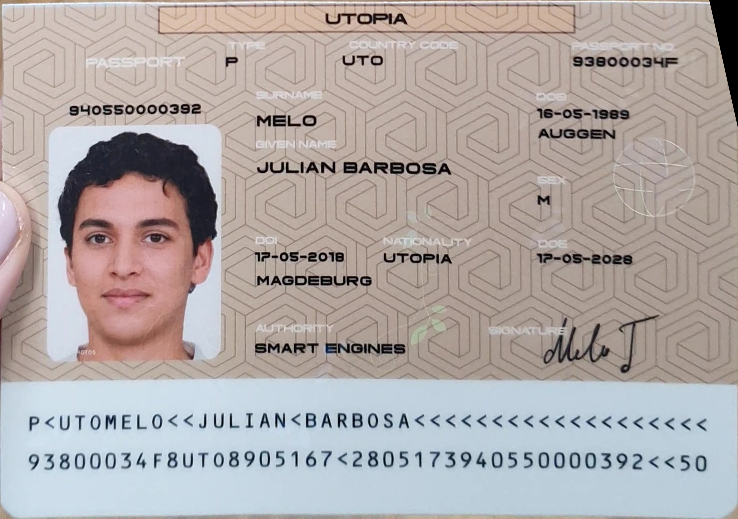 UTOPIA
TYPE COUNTRY CODE PASSPORT NO.
PASSPORT P UTO 93800034F
940550000392
SURNAME DOB
MELO 16-05-1989
GIVEN NAME AUGGEN
JULIAN BARBOSA
SEX
M
DOI NATIONALITY DOE
17-05-2018 UTOPIA 17-05-2028
MAGDEBURG
AUTHORITY SIGNATURE
SMART ENGINES
Melo J
P<UTOMELO<<JULIAN<BARBOSA<<<<<<<<<<<<<<<<<<<
93800034F8UTO8905167<2805173940550000392<<50